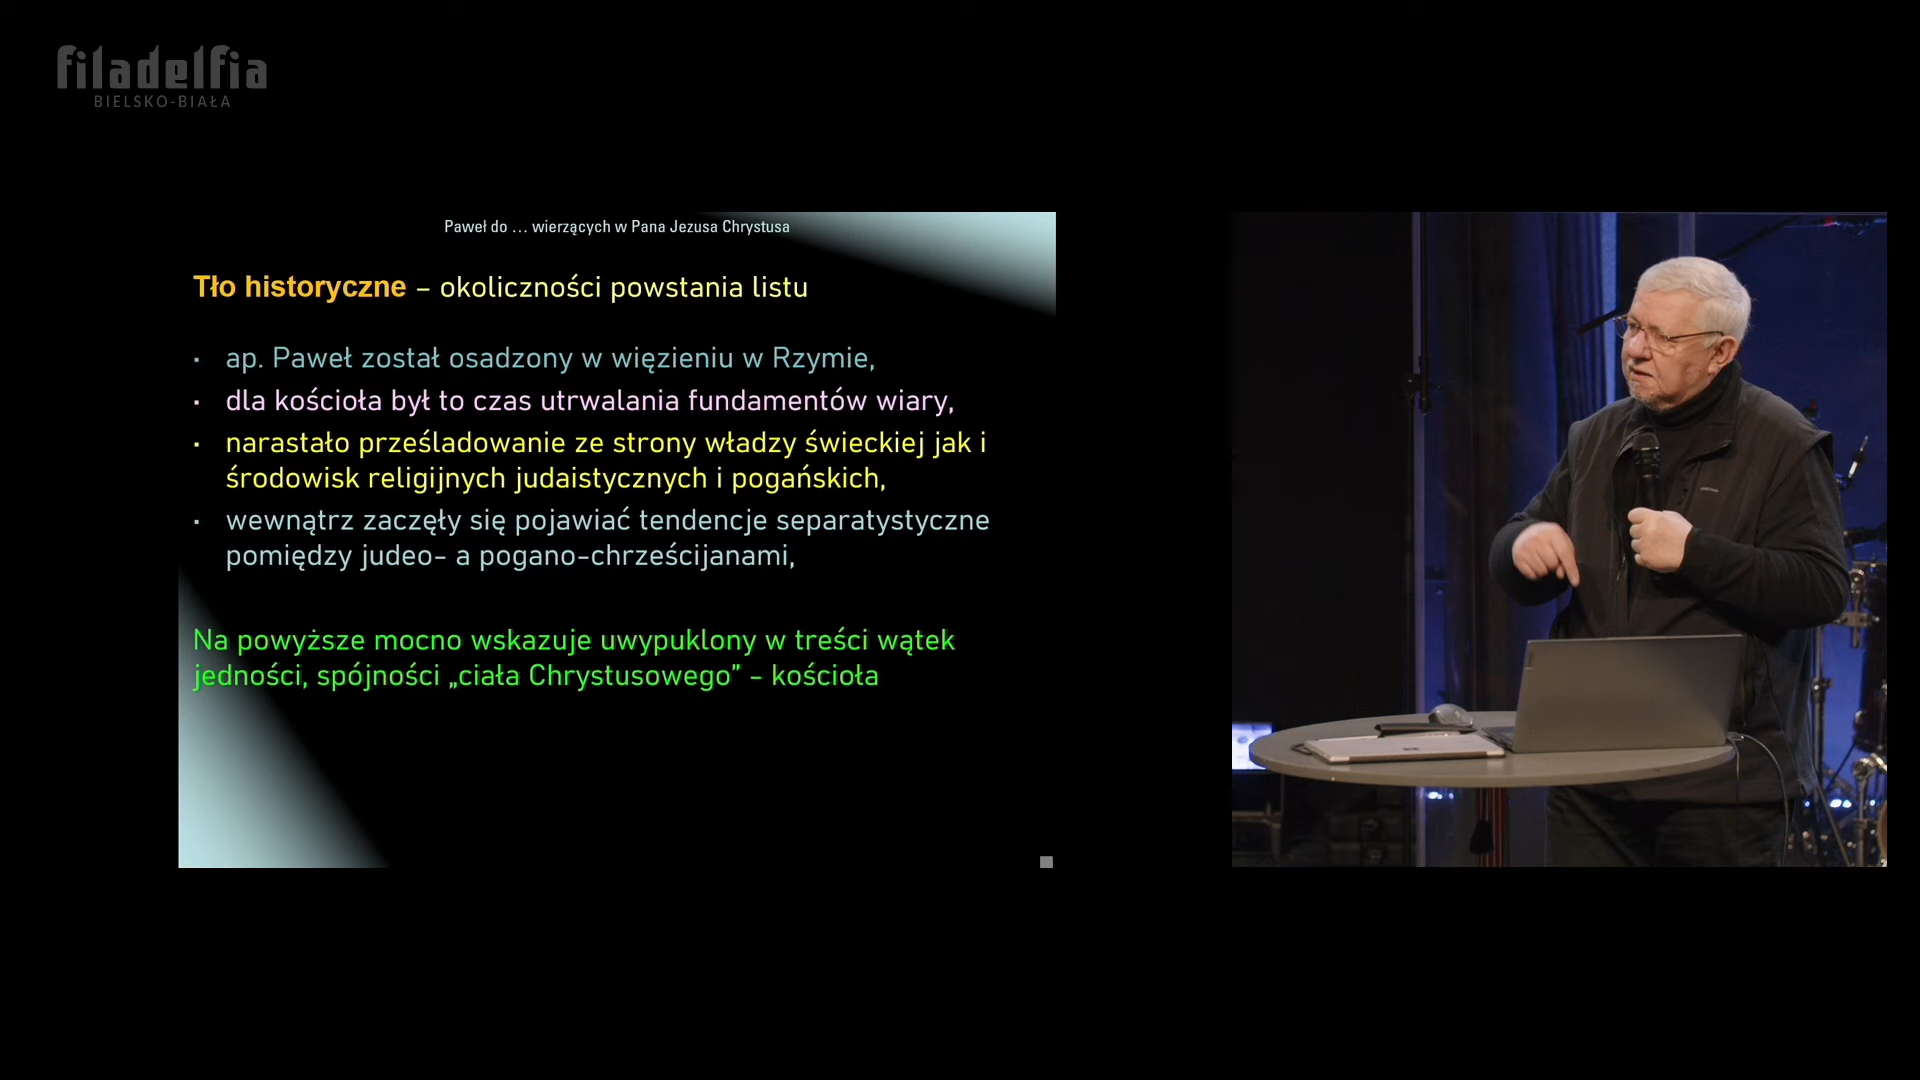 filadelfia
BIELSKO-BIAŁA
Paweł do … wierzących w Pana Jezusa Chrystusa
Tło historyczne – okoliczności powstania listu
▪ ap. Paweł został osadzony w więzieniu w Rzymie,
▪ dla kościoła był to czas utrwalania fundamentów wiary,
▪ narastało prześladowanie ze strony władzy świeckiej jak i
środowisk religijnych judaistycznych i pogańskich,
▪ wewnątrz zaczęły się pojawiać tendencje separatystyczne
pomiędzy judeo- a pogano-chrześcijanami,
Na powyższe mocno wskazuje uwypuklony w treści wątek
jedności, spójności „ciała Chrystusowego” - kościoła